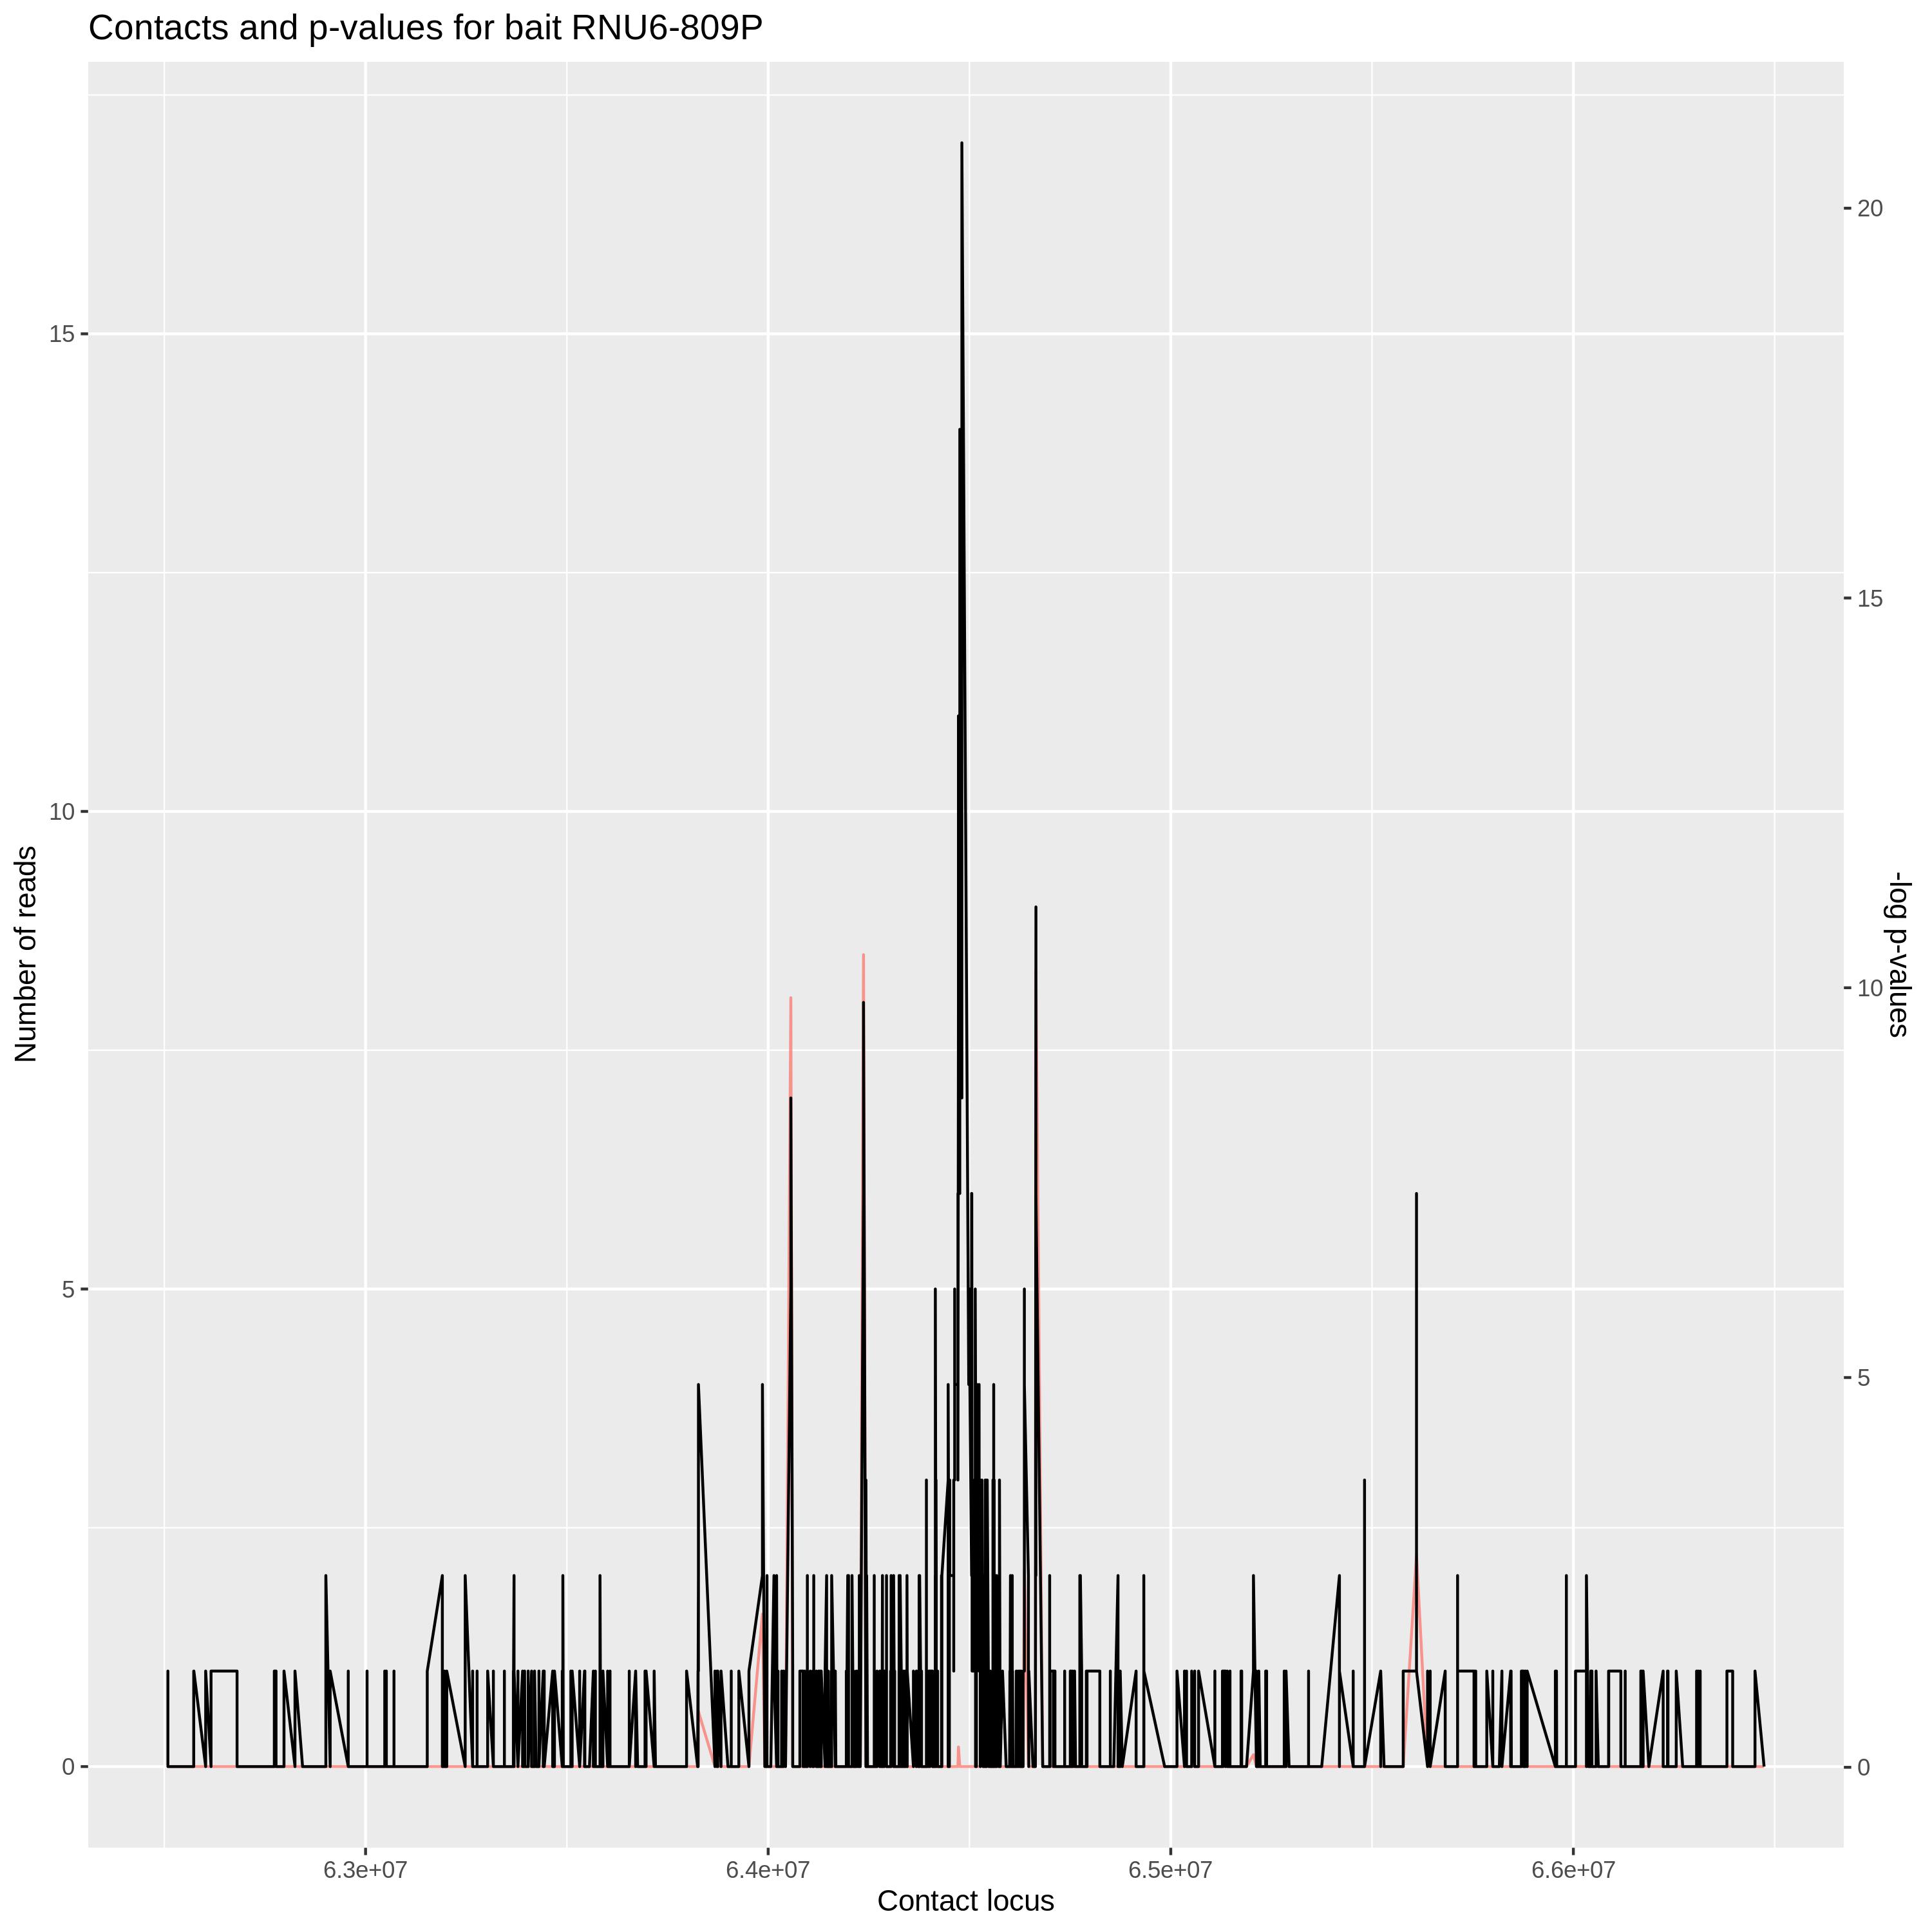 Contacts and p-values for bait RNU6-809P
15
10
5
0
Number of reads
20
15
10
5
0
-log p-values
6.3e+07 6.4e+07 6.5e+07 6.6e+07
Contact locus